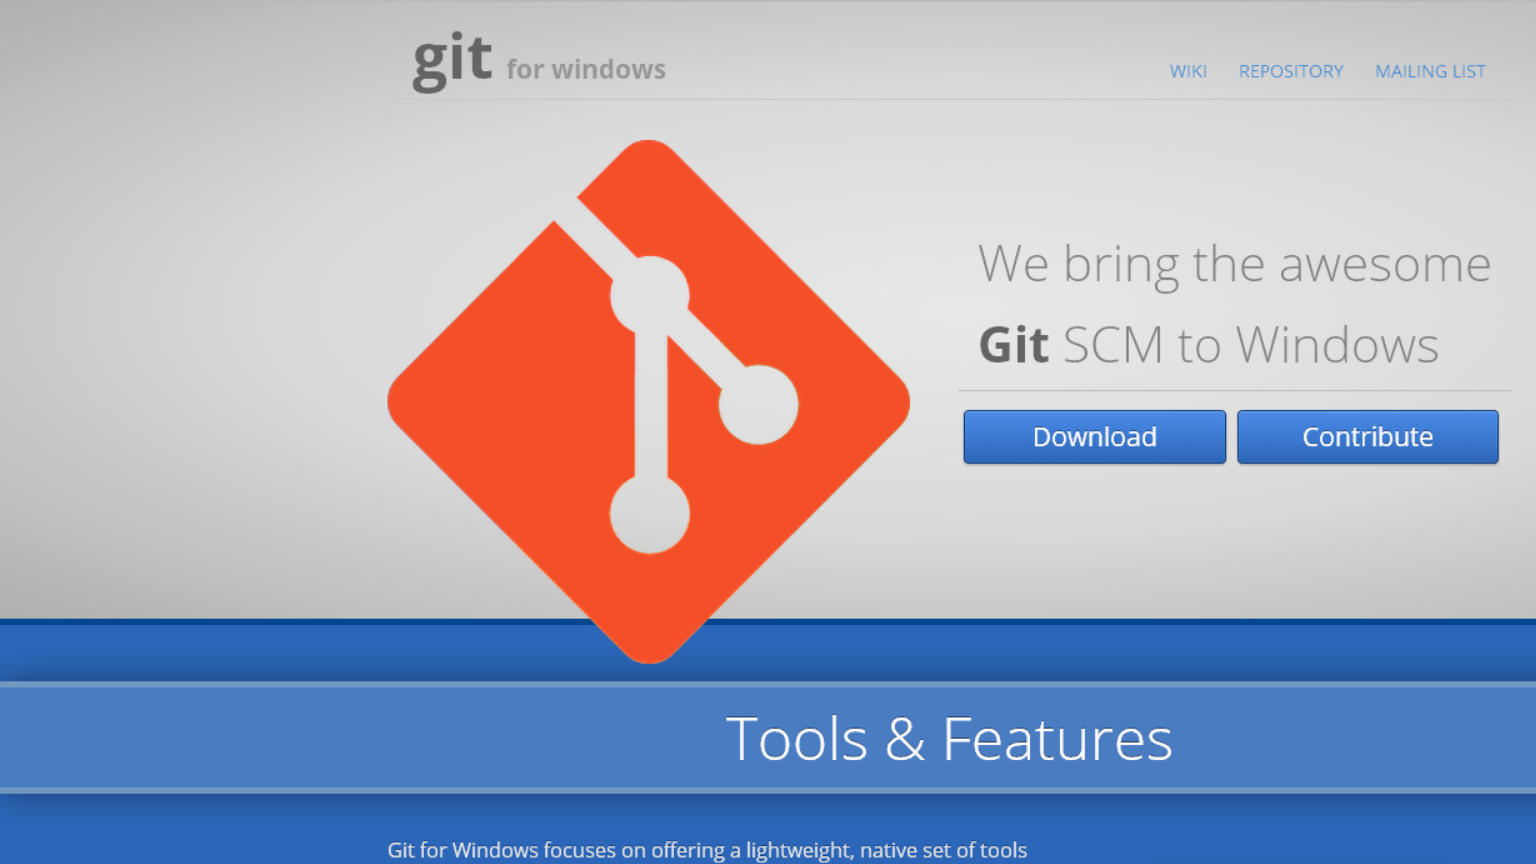 git for windows
WIKI REPOSITORY MAILING LIST
We bring the awesome
Git SCM to Windows
Download Contribute
Tools & Features
Git for Windows focuses on offering a lightweight, native set of tools